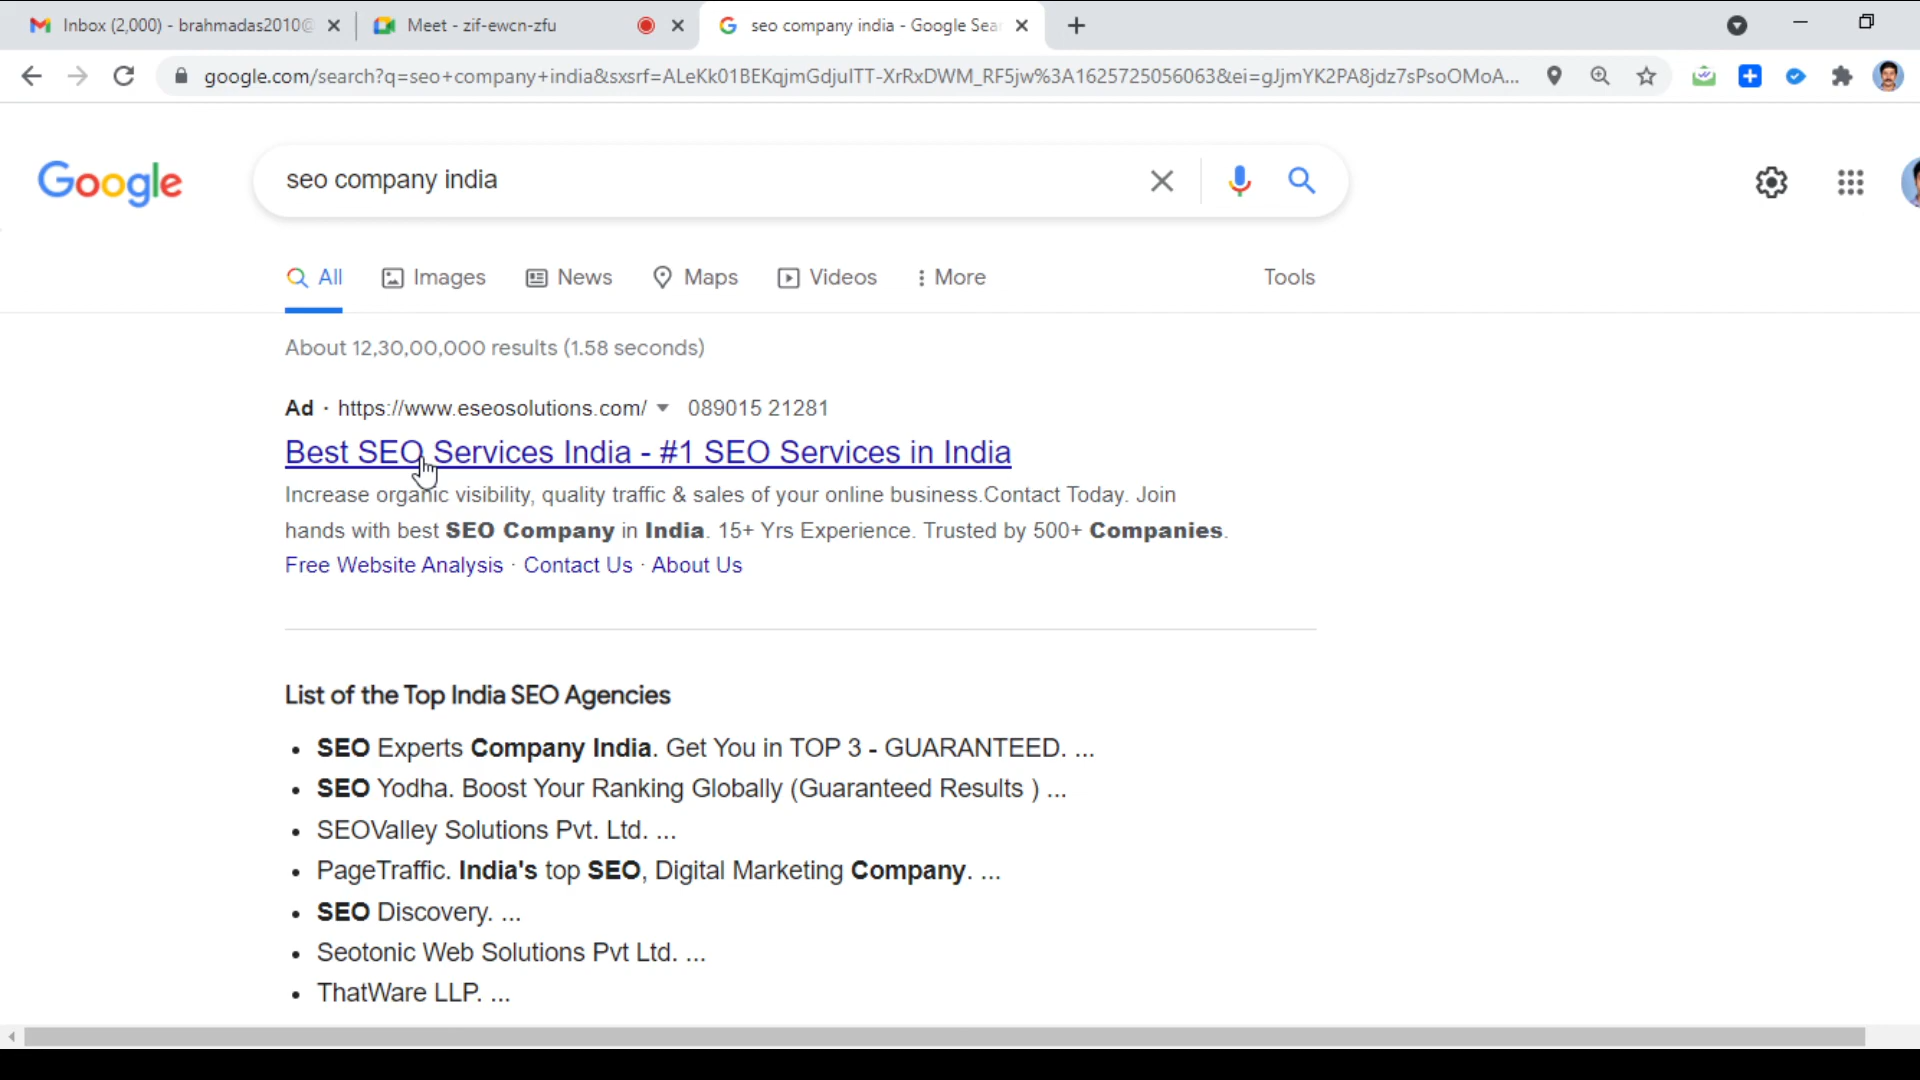 Inbox (2,000) - brahmadas2010@
Meet - zif-ewcn-zfu
seo company india - Google Sear
google.com/search?q=seo+company+india&sxsrf=ALeKk01BEKqjmGdjuITT-XrRxDWM_RF5jw%3A1625725056063&ei=gJjmYK2PA8jdz7sPsoOMoA...
Google
seo company india
All
Images
News
Maps
Videos
More
Tools
About 12,30,00,000 results (1.58 seconds)
Ad · https://www.eseosolutions.com/ 089015 21281
Best SEO Services India - #1 SEO Services in India
Increase organic visibility, quality traffic & sales of your online business.Contact Today. Join
hands with best SEO Company in India. 15+ Yrs Experience. Trusted by 500+ Companies.
Free Website Analysis · Contact Us · About Us
List of the Top India SEO Agencies
• SEO Experts Company India. Get You in TOP 3 - GUARANTEED. ...
• SEO Yodha. Boost Your Ranking Globally (Guaranteed Results ) ...
• SEOValley Solutions Pvt. Ltd. ...
• PageTraffic. India's top SEO, Digital Marketing Company. ...
• SEO Discovery. ...
• Seotonic Web Solutions Pvt Ltd. ...
• ThatWare LLP. ...